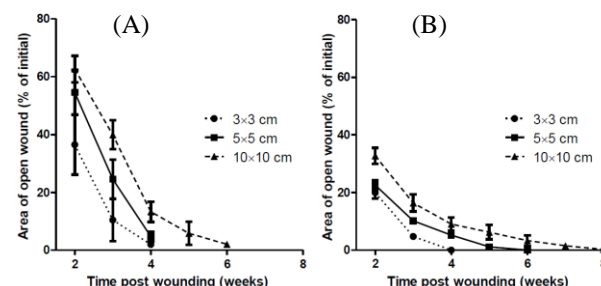 (A)
Area of open wound (% of initial)
80
60
40
20
0
2
4
6
8
Time post wounding (weeks)
3×3 cm
5×5 cm
10×10 cm
(B)
Area of open wound (% of initial)
80
60
40
20
0
2
4
6
8
Time post wounding (weeks)
3×3 cm
5×5 cm
10×10 cm